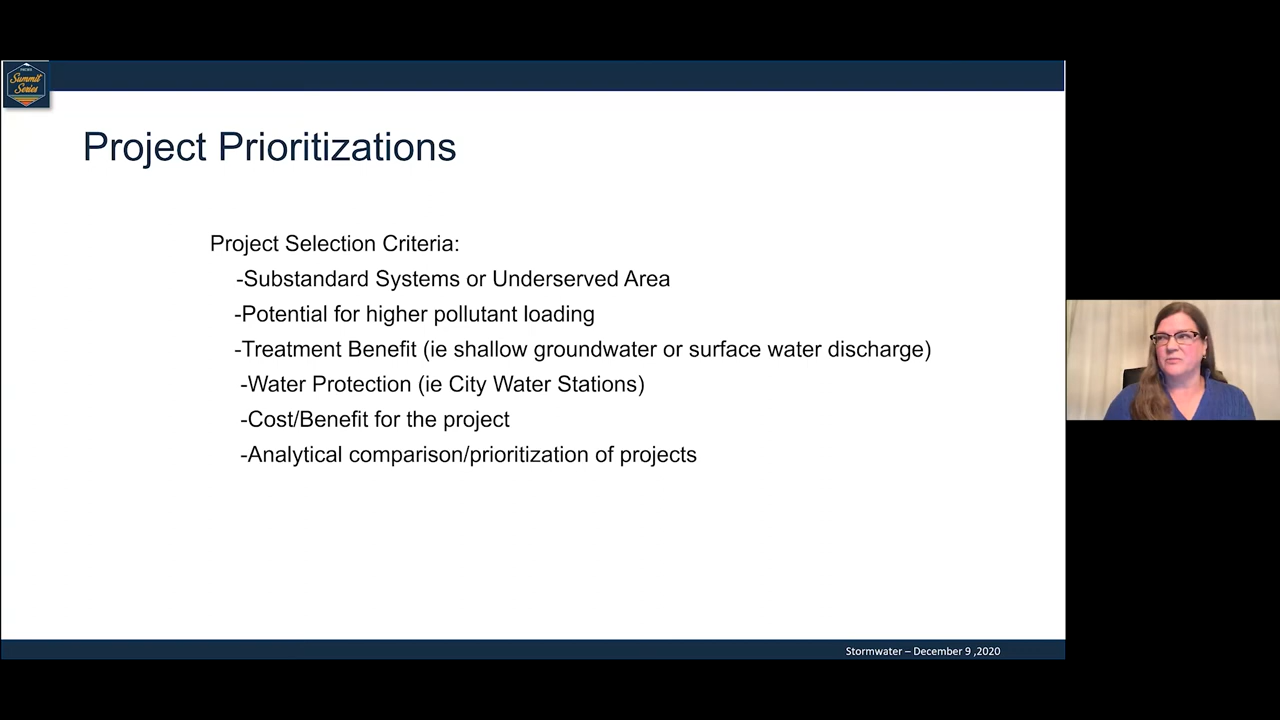 Summit
Series
Project Prioritizations
Project Selection Criteria:
-Substandard Systems or Underserved Area
-Potential for higher pollutant loading
-Treatment Benefit (ie shallow groundwater or surface water discharge)
-Water Protection (ie City Water Stations)
-Cost/Benefit for the project
-Analytical comparison/prioritization of projects
Stormwater – December 9 ,2020